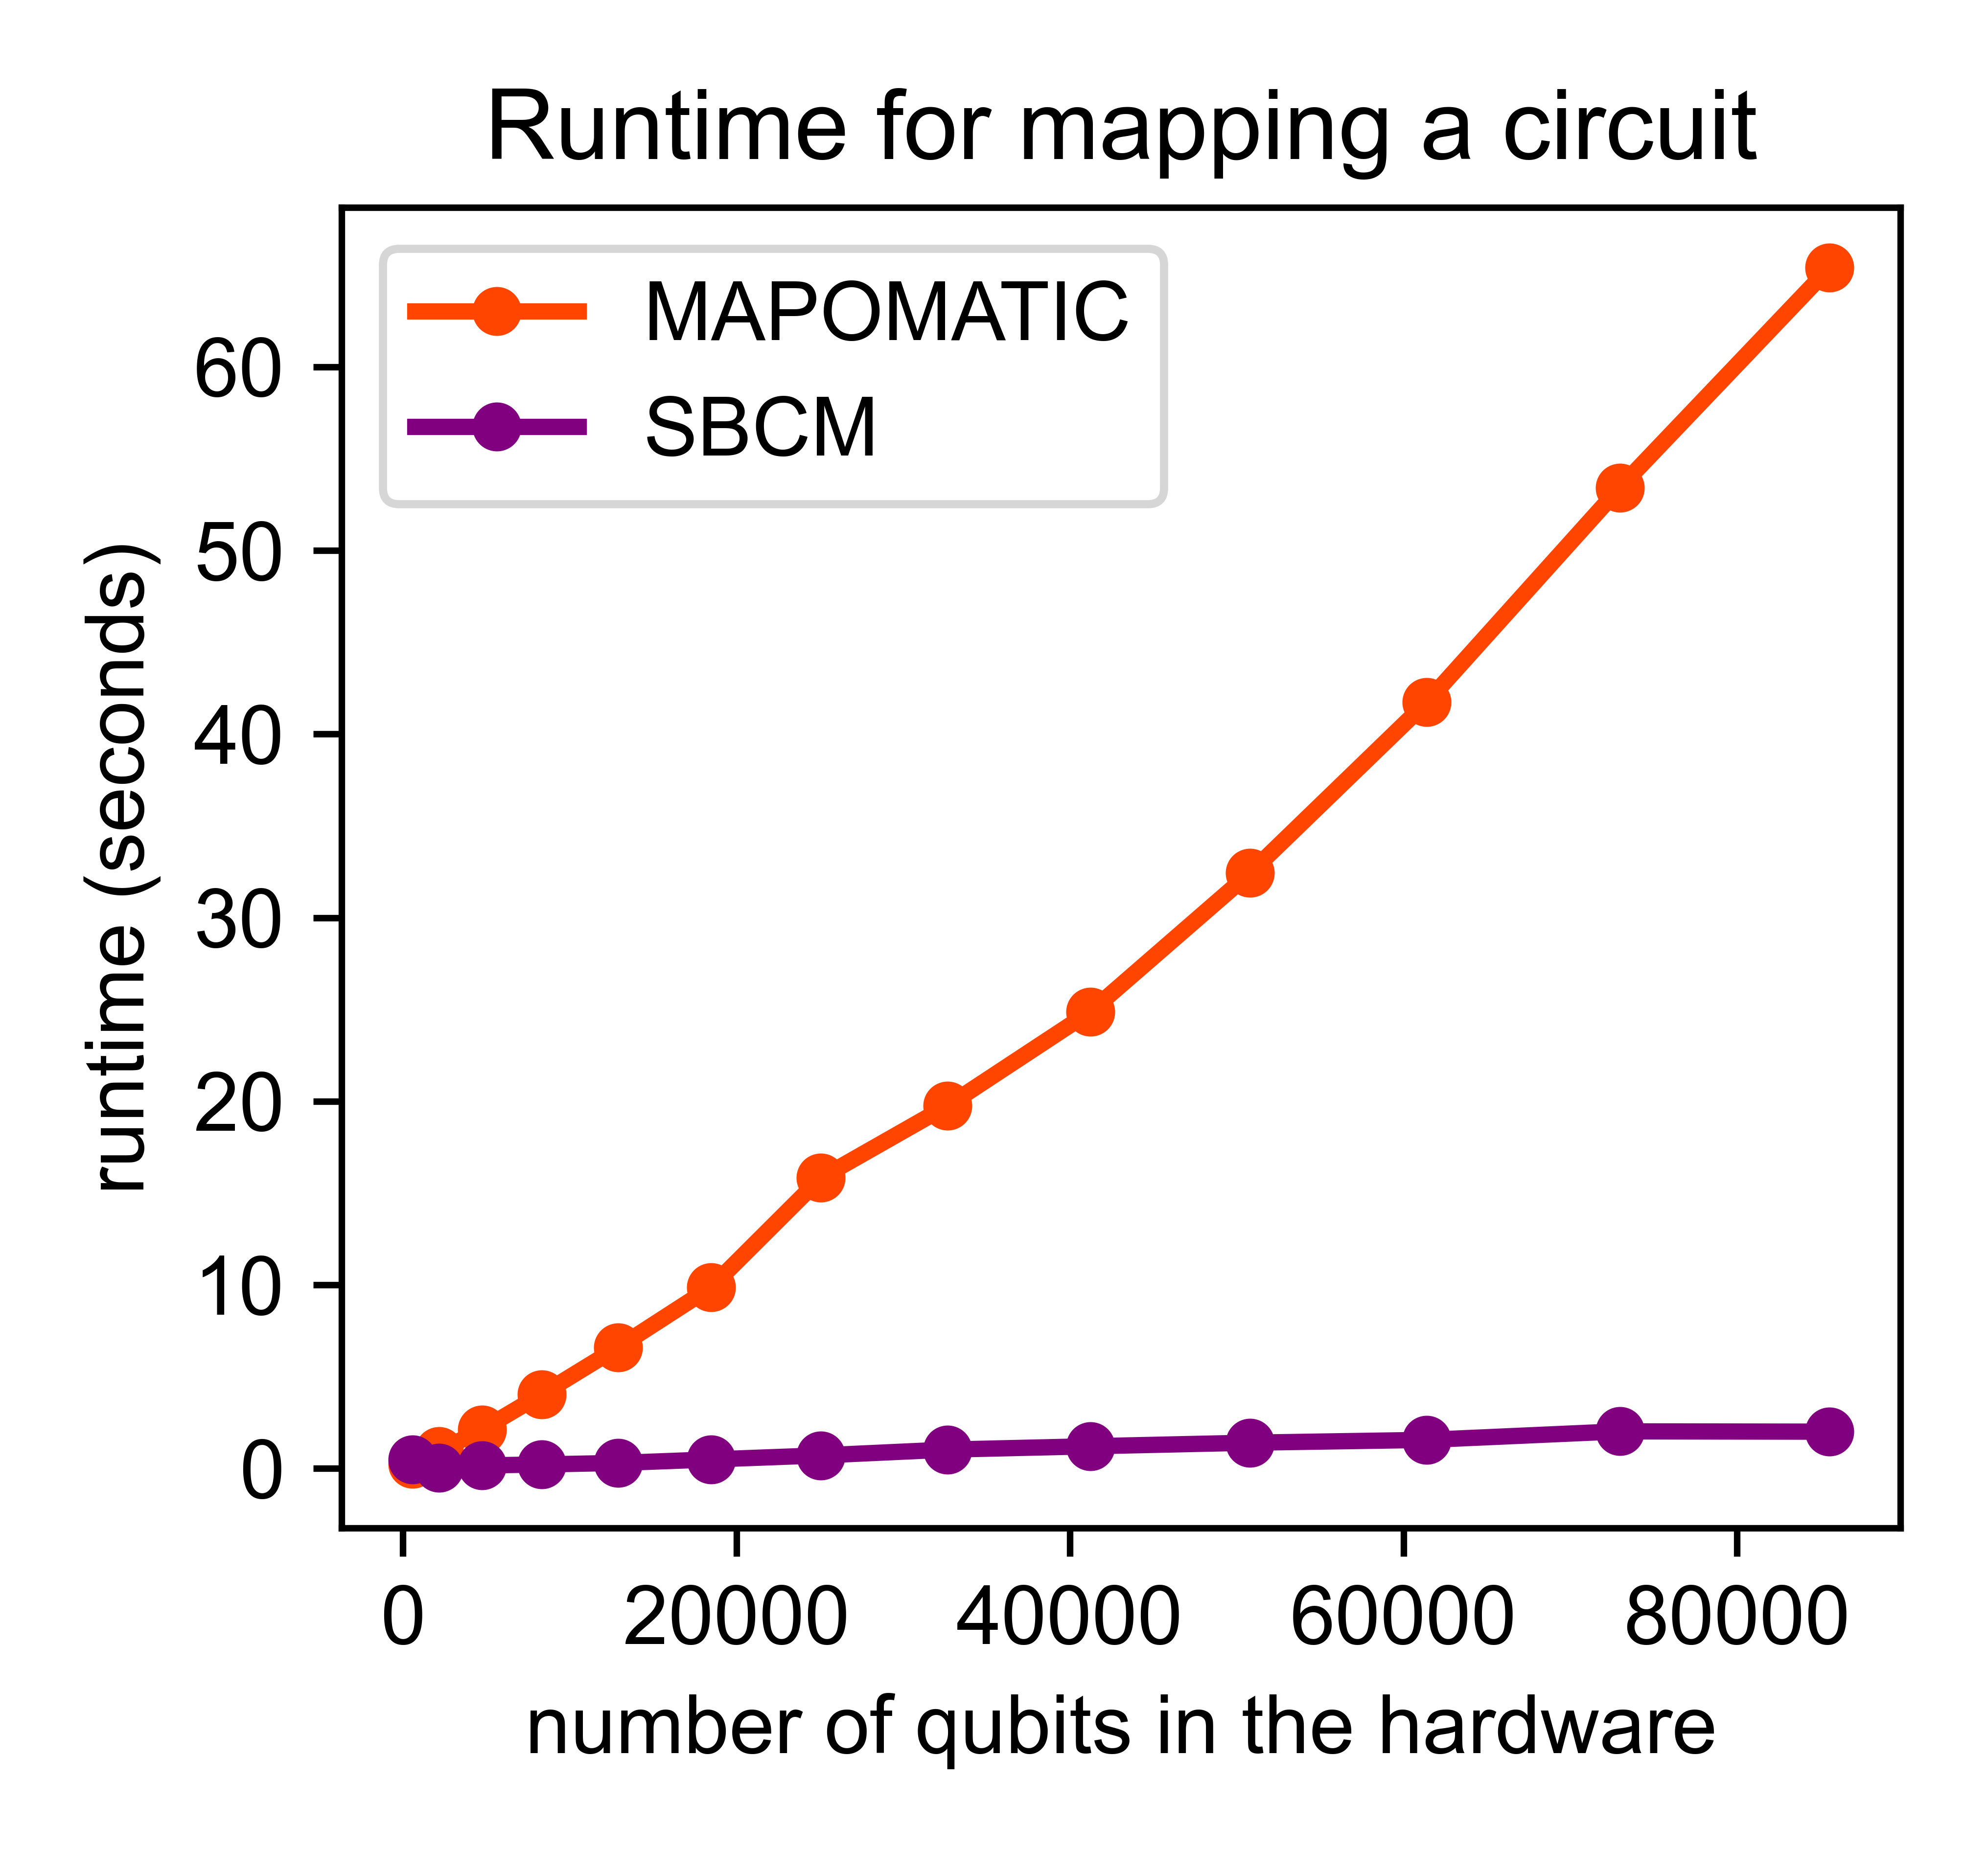 Runtime for mapping a circuit
MAPOMATIC
SBCM
runtime (seconds)
60
50
40
30
20
10
0
0 20000 40000 60000 80000
number of qubits in the hardware